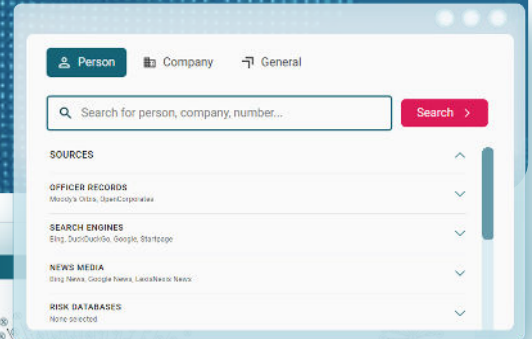 Person
Company
General
Search for person, company, number...
Search >
SOURCES
OFFICER RECORDS
Moody's Orbis, OpenCorporates
SEARCH ENGINES
Bing, DuckDuckGo, Google, Startpage
NEWS MEDIA
Bing News, Google News, LexisNexis News
RISK DATABASES
None selected
®